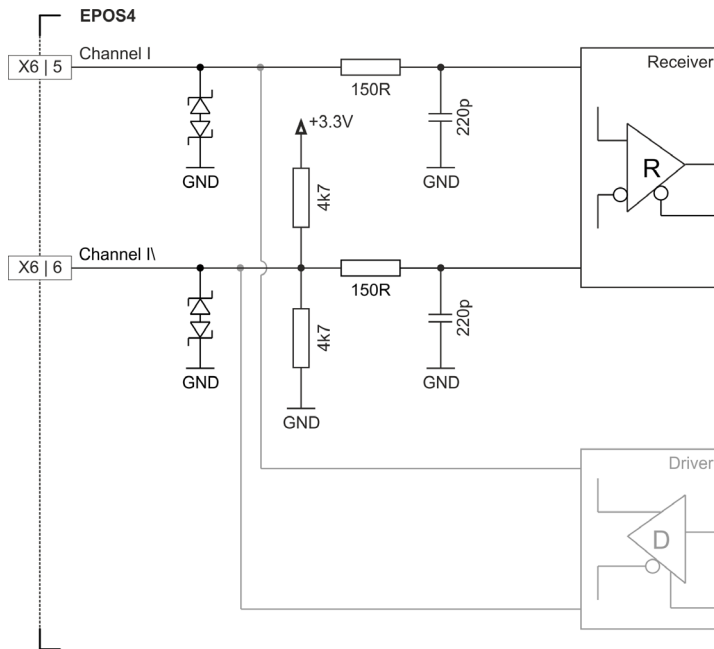 EPOS4
X6 | 5
Channel I
150R
220p
GND
GND
+3.3V
4k7
Receiver
R
X6 | 6
Channel I\
150R
220p
GND
GND
4k7
GND
Driver
D